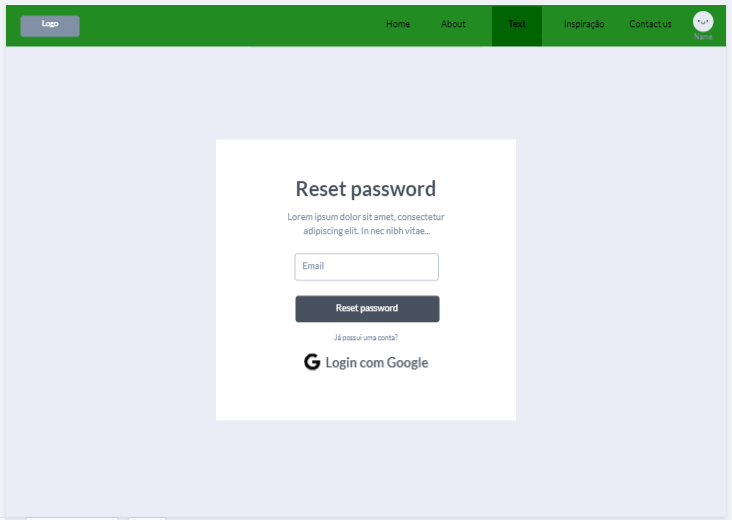 Logo
Home About Text Inspiração Contact us
Name
Reset password
Lorem ipsum dolor sit amet, consectetur
adipiscing elit. In nec nibh vitae...
Email
Reset password
Já possui uma conta?
G Login com Google